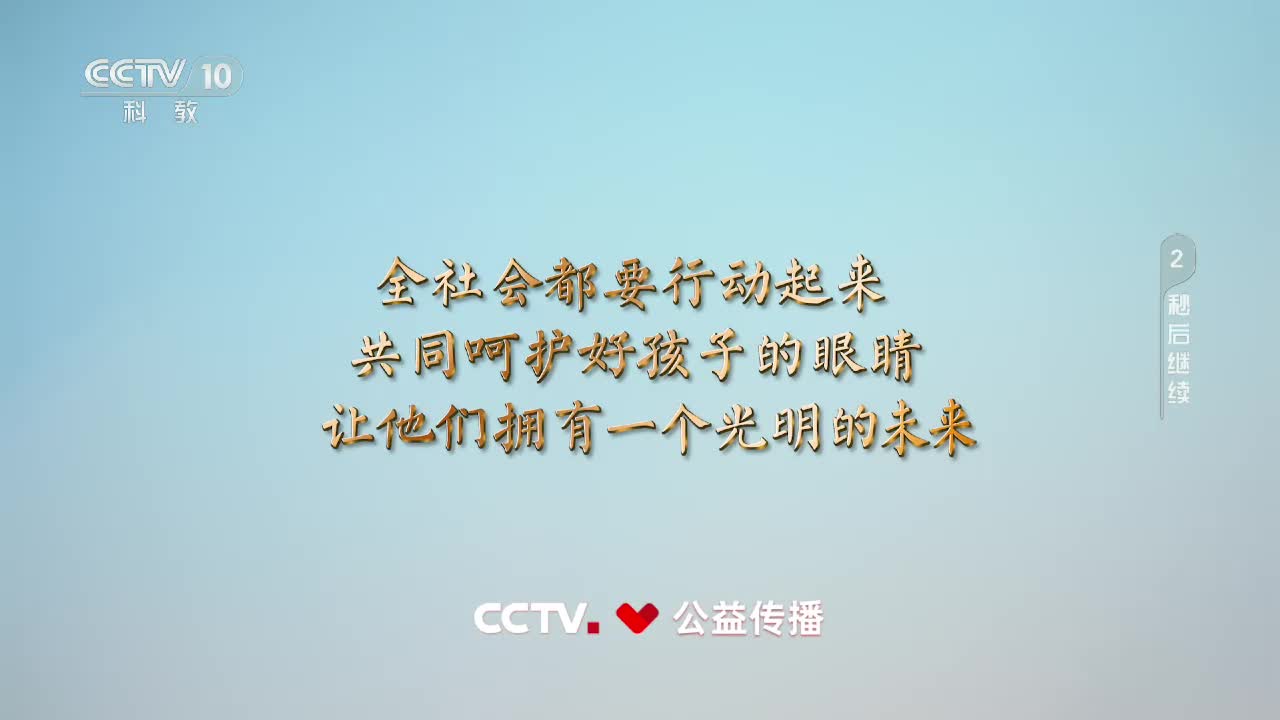 CCTV 10
科教
全社会都要行动起来
共同呵护好孩子的眼睛
让他们拥有一个光明的未来
2秒后继续
CCTV. 公益传播